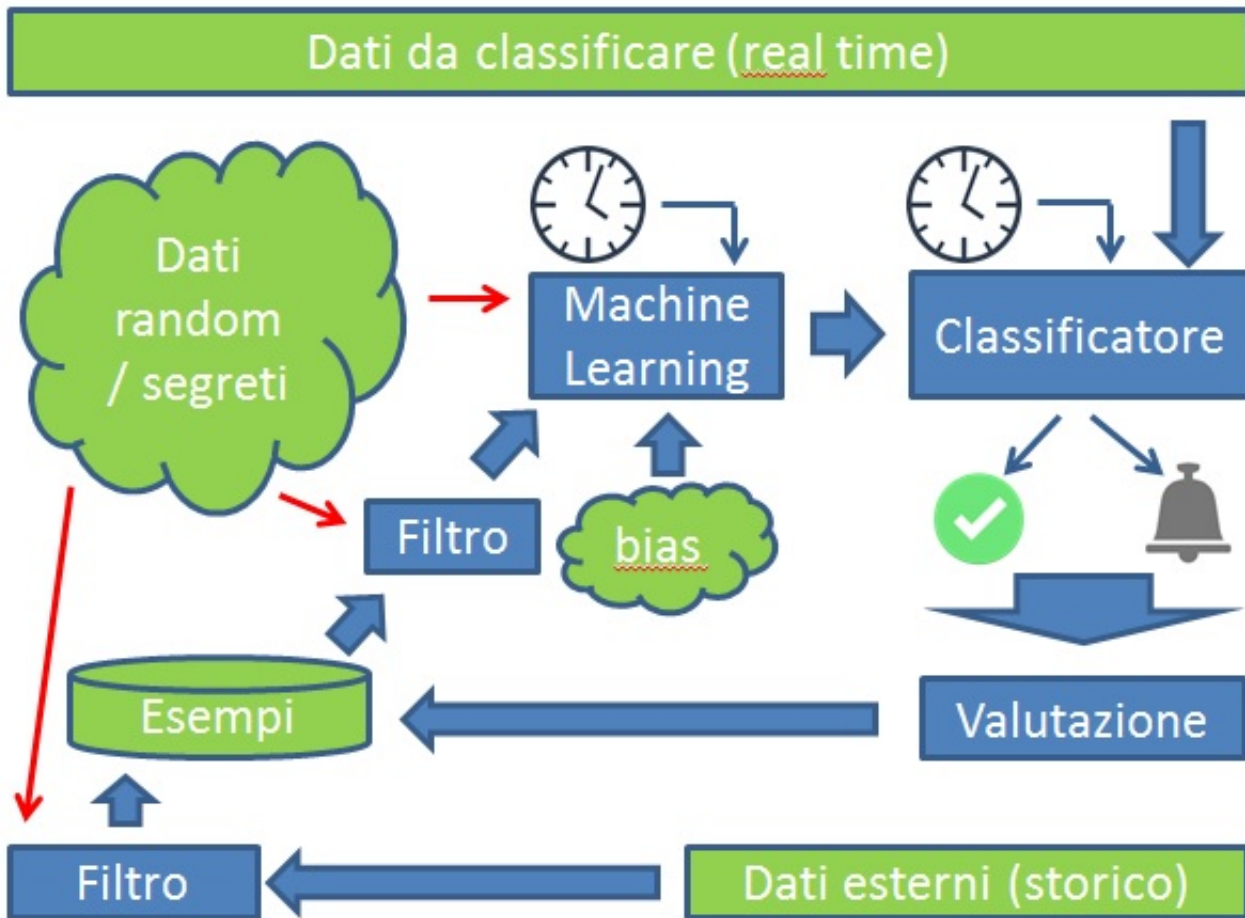 Dati da classificare (real time)
Dati
random
/ segreti
Machine
Learning
Classificatore
Filtro
bias
Esempi
Valutazione
Filtro
Dati esterni (storico)